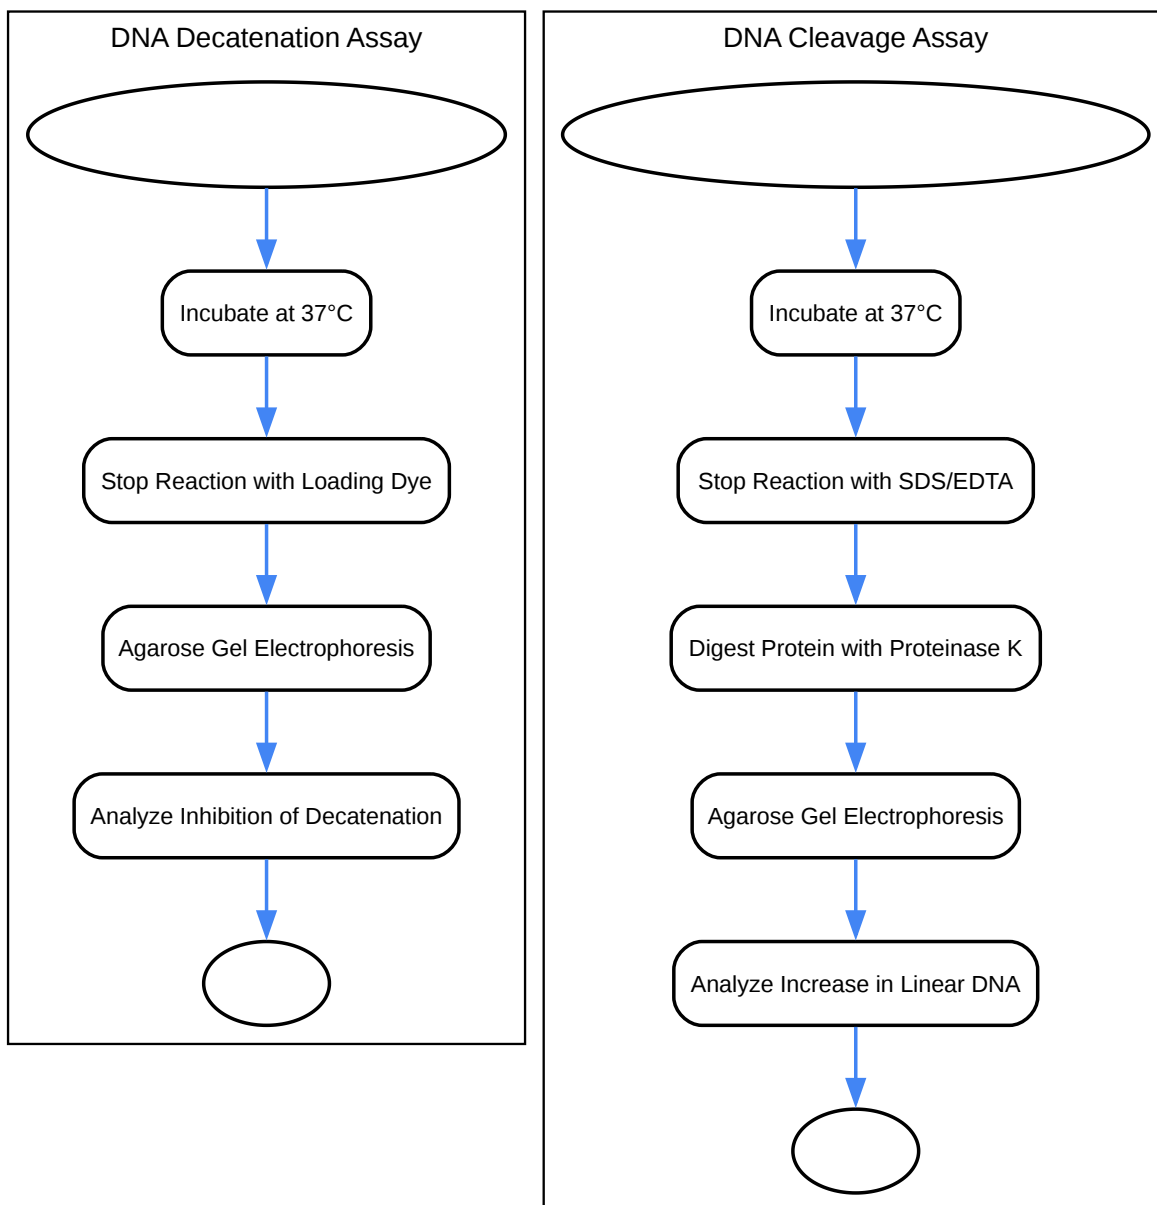 DNA Decatenation Assay
Incubate at 37°C
Stop Reaction with Loading Dye
Agarose Gel Electrophoresis
Analyze Inhibition of Decatenation
DNA Cleavage Assay
Incubate at 37°C
Stop Reaction with SDS/EDTA
Digest Protein with Proteinase K
Agarose Gel Electrophoresis
Analyze Increase in Linear DNA